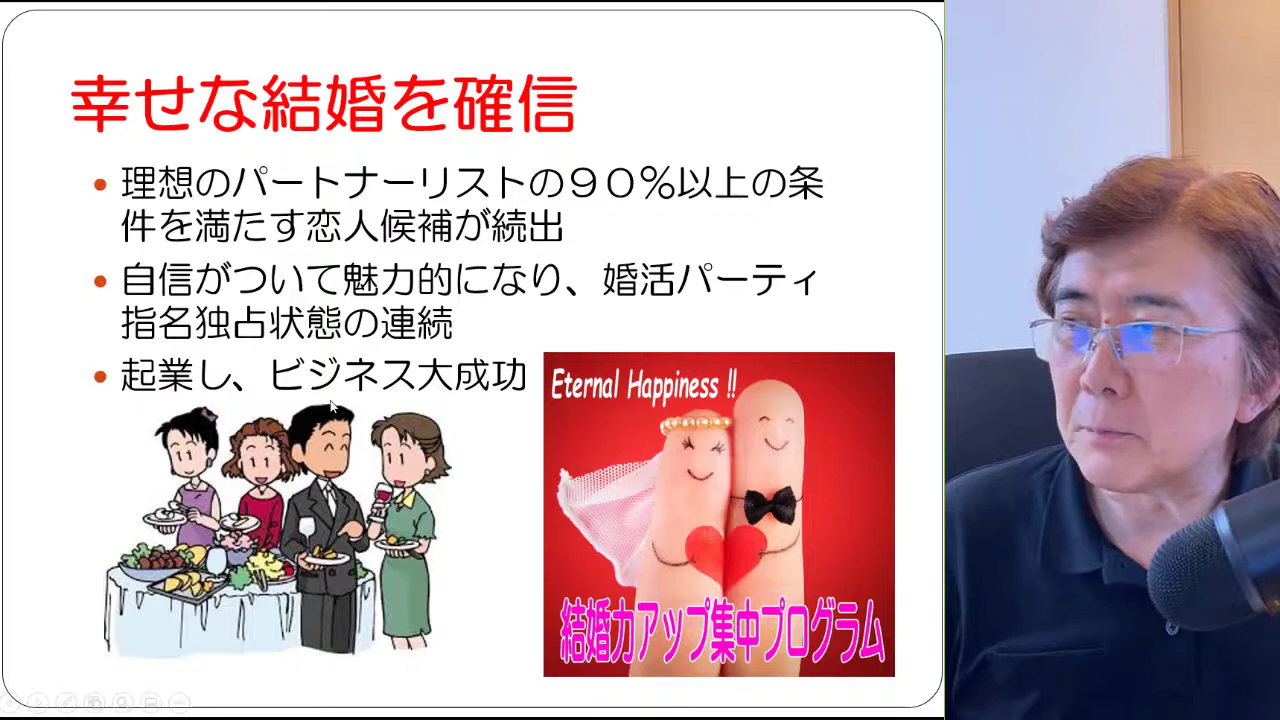 幸せな結婚を確信
• 理想のパートナーリストの９０％以上の条
件を満たす恋人候補が続出
• 自信がついて魅力的になり、婚活パーティ
指名独占状態の連続
• 起業し、ビジネス大成功
Eternal Happiness !!
結婚力アップ集中プログラム